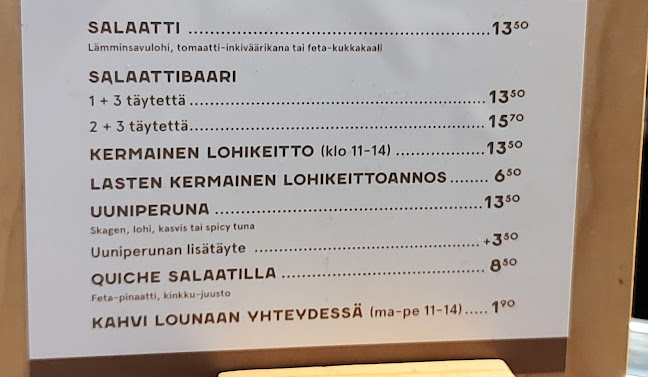 SALAATTI ........ 13⁵⁰
Lämminsavulohi, tomaatti-inkiväärikana tai feta-kukkakaali
SALAATTIBAARI
1 + 3 täytettä ........ 13⁵⁰
2 + 3 täytettä ........ 15⁷⁰
KERMAINEN LOHIKEITTO (klo 11-14) ........ 13⁵⁰
LASTEN KERMAINEN LOHIKEITTOANNOS ........ 6⁵⁰
UUNIPERUNA ........ 13⁵⁰
Skagen, lohi, kasvis tai spicy tuna
Uuniperunan lisätäyte ........ +3⁵⁰
QUICHE SALAATILLA ........ 8⁵⁰
Feta-pinaatti, kinkku-juusto
KAHVI LOUNAAN YHTEYDESSÄ (ma-pe 11-14) ..... 1⁹⁰